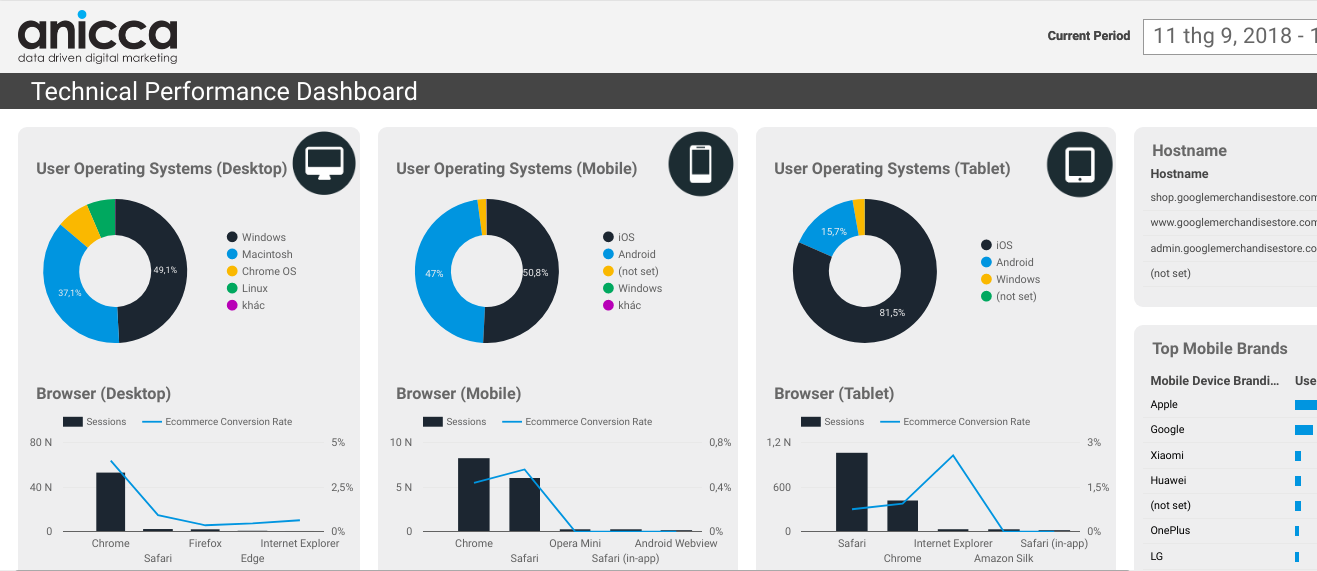 anicca
data driven digital marketing
Current Period
11 thg 9, 2018 - 1
Technical Performance Dashboard
User Operating Systems (Desktop)
49,1%
37,1%
Windows
Macintosh
Chrome OS
Linux
khác
User Operating Systems (Mobile)
47%
50,8%
iOS
Android
(not set)
Windows
khác
User Operating Systems (Tablet)
15,7%
81,5%
iOS
Android
Windows
(not set)
Hostname
Hostname
shop.googlemerchandisestore.com
www.googlemerchandisestore.com
admin.googlemerchandisestore.co
(not set)
Browser (Desktop)
Sessions Ecommerce Conversion Rate
80 N 5%
40 N 2,5%
0 0%
Chrome Firefox Internet Explorer
Safari Edge
Browser (Mobile)
Sessions Ecommerce Conversion Rate
10 N 0,8%
5 N 0,4%
0 0%
Chrome Opera Mini Android Webview
Safari Safari (in-app)
Browser (Tablet)
Sessions Ecommerce Conversion Rate
1,2 N 3%
600 1,5%
0 0%
Safari Internet Explorer Safari (in-app)
Chrome Amazon Silk
Top Mobile Brands
Mobile Device Brandi... Use
Apple
Google
Xiaomi
Huawei
(not set)
OnePlus
LG